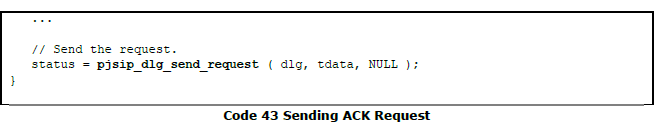 ...
// Send the request.
status = pjsip_dlg_send_request ( dlg, tdata, NULL );
}
Code 43 Sending ACK Request